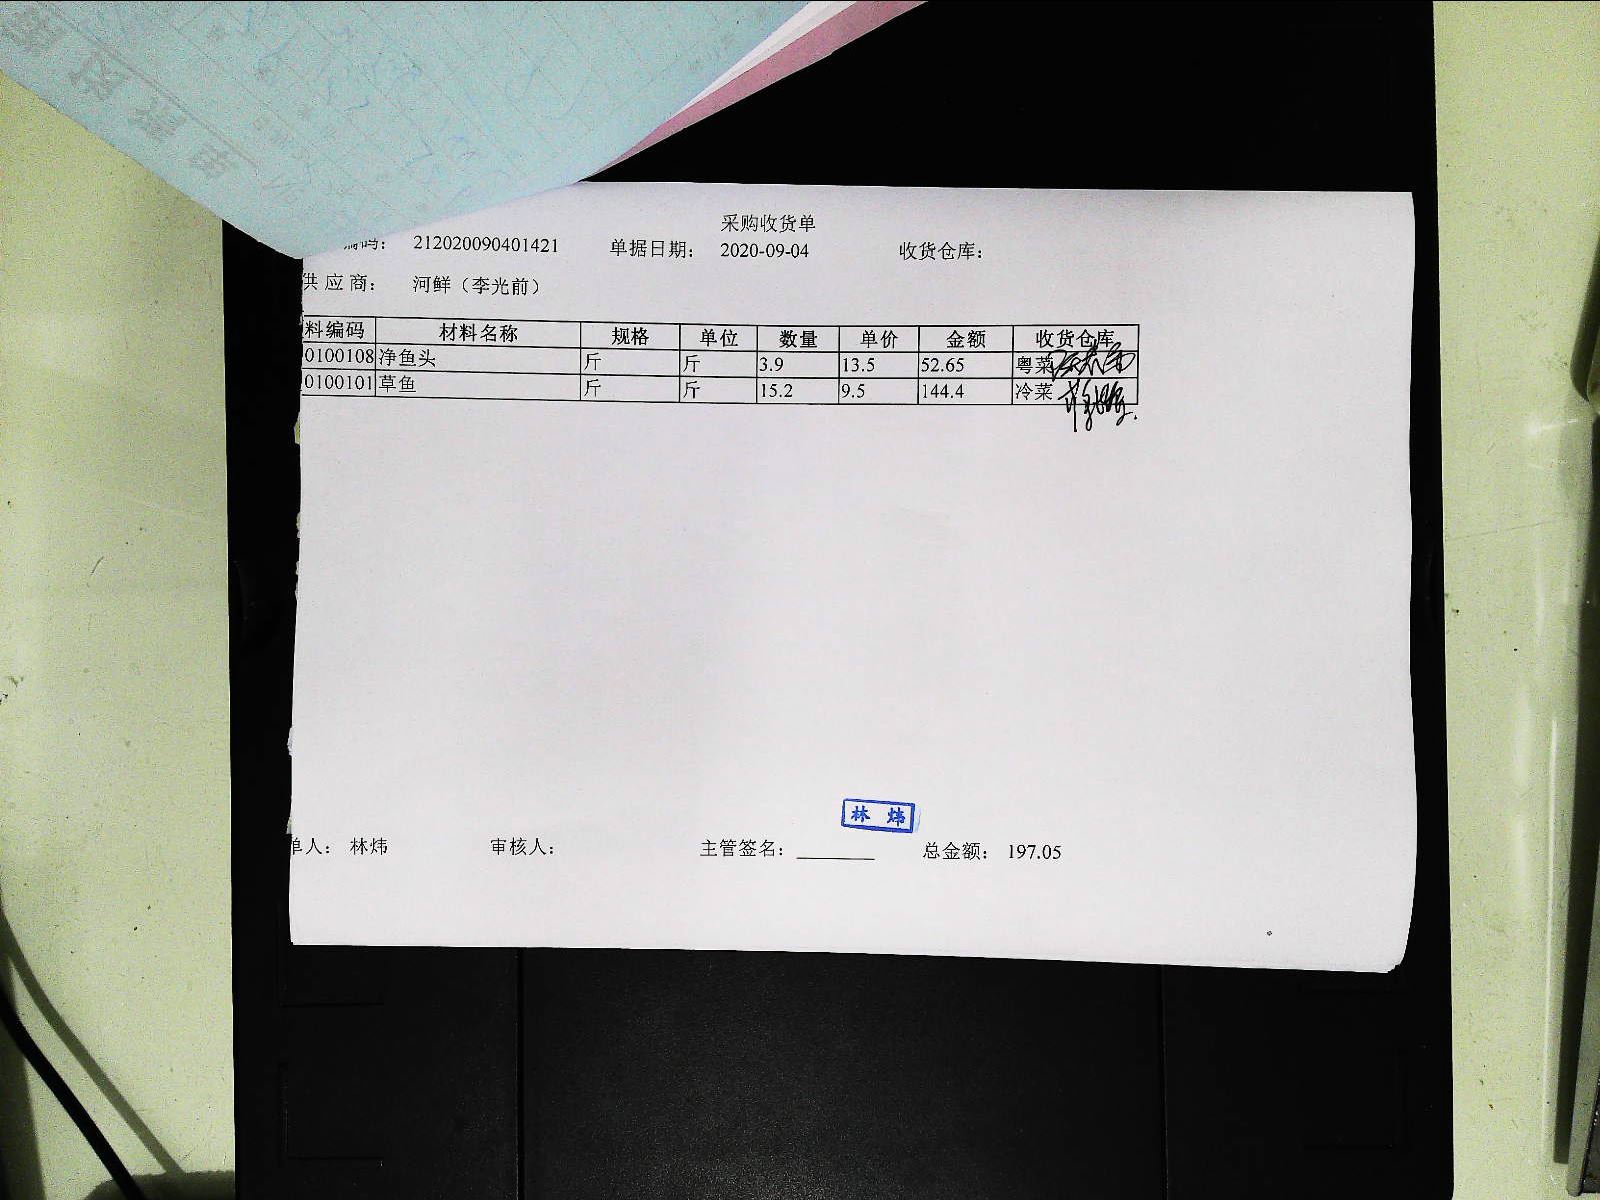 采购收货单
编码： 212020090401421 单据日期： 2020-09-04 收货仓库：
供应商： 河鲜（李光前）
料编码 材料名称 规格 单位 数量 单价 金额 收货仓库
0100108 净鱼头 斤 斤 3.9 13.5 52.65 粤菜
0100101 草鱼 斤 斤 15.2 9.5 144.4 冷菜
林炜
单人： 林炜 审核人： 主管签名： 总金额： 197.05